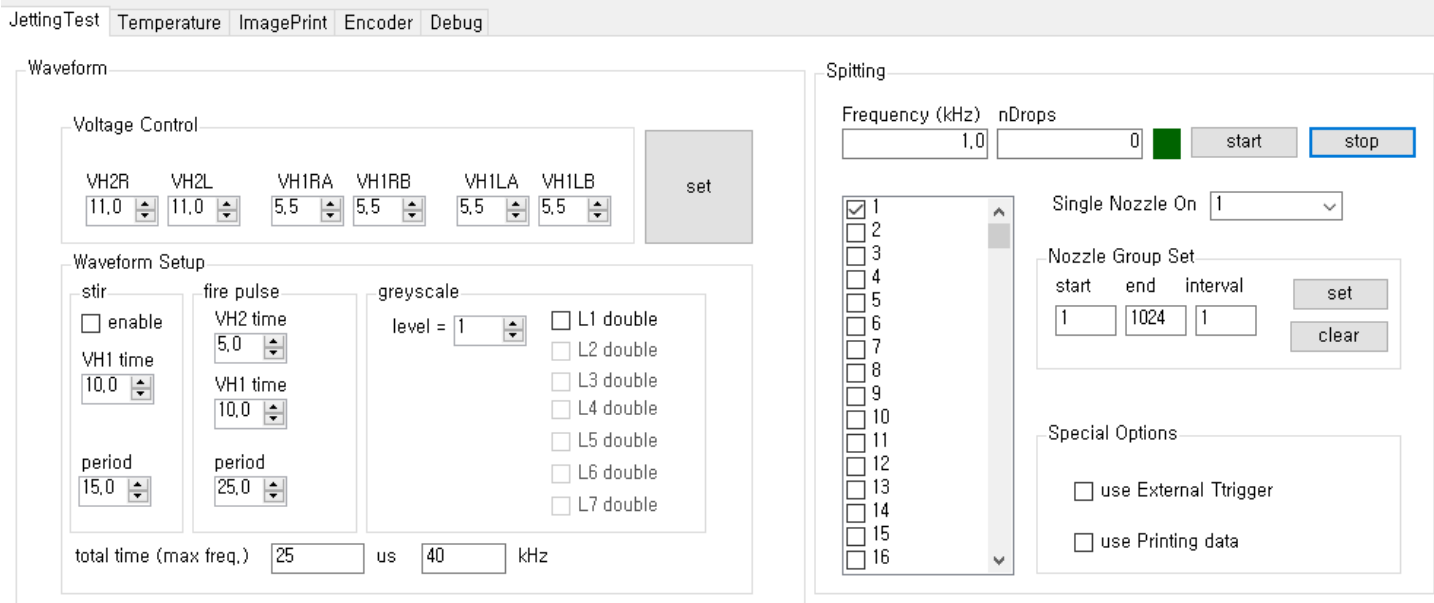 JettingTest Temperature ImagePrint Encoder Debug
Waveform
Voltage Control
VH2R VH2L VH1RA VH1RB VH1LA VH1LB
11,0 11,0 5,5 5,5 5,5 5,5
set
Waveform Setup
stir
enable
VH1 time
10,0
period
15,0
fire pulse
VH2 time
5,0
VH1 time
10,0
period
25,0
greyscale
level = 1
L1 double
L2 double
L3 double
L4 double
L5 double
L6 double
L7 double
total time (max freq,) 25 us 40 kHz
Spitting
Frequency (kHz) nDrops
1,0 0 start stop
1
2
3
4
5
6
7
8
9
10
11
12
13
14
15
16
Single Nozzle On 1
Nozzle Group Set
start end interval
1 1024 1
set
clear
Special Options
use External Ttrigger
use Printing data